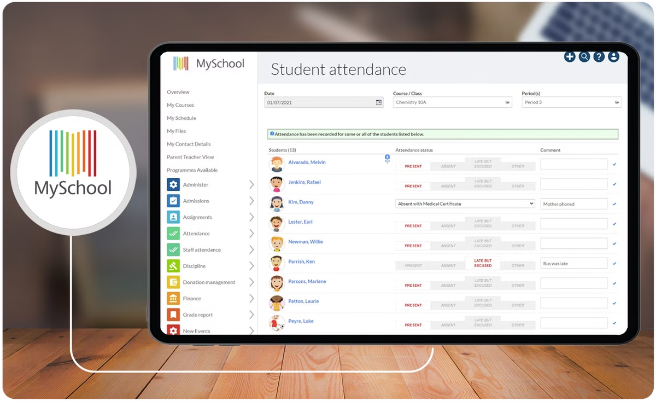 MySchool
Student attendance
Overview
My Courses
My Schedule
My Files
My Contact Details
Parent Teacher View
Programmes Available
Administer
Admissions
Assignments
Attendance
Staff attendance
Discipline
Donation management
Finance
Grade report
New Events
Date
Course / Class
Period(s)
01/07/2021
Chemistry 10A
Period 3
Attendance has been recorded for some or all of the students listed below.
Students (13)
Attendance status
Comment
Alvarado, Melvin
PRESENT ABSENT LATE BUT EXCUSED OTHER
Jenkins, Rafael
PRESENT ABSENT LATE BUT EXCUSED OTHER
Kim, Danny
Absent with Medical Certificate
Mother phoned
Lester, Earl
PRESENT ABSENT LATE BUT EXCUSED OTHER
Newman, Willie
PRESENT ABSENT LATE BUT EXCUSED OTHER
Parrish, Ken
PRESENT ABSENT LATE BUT EXCUSED OTHER
Bus was late
Parsons, Marlene
PRESENT ABSENT LATE BUT EXCUSED OTHER
Patton, Laurie
PRESENT ABSENT LATE BUT EXCUSED OTHER
Peyre, Luke
PRESENT ABSENT LATE BUT EXCUSED OTHER
MySchool